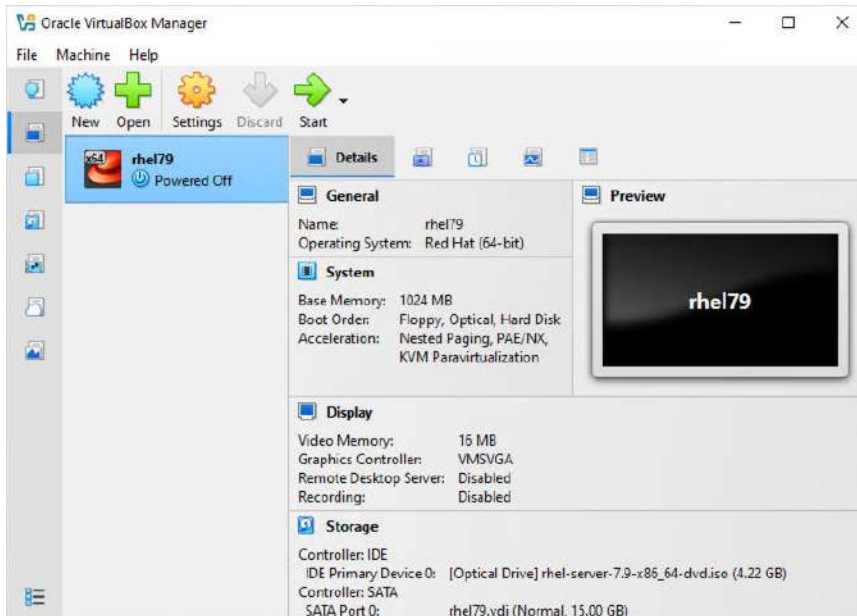 Oracle VirtualBox Manager
File Machine Help
New Open Settings Discard Start
x64
rhel79
Powered Off
Details
General
Name: rhel79
Operating System: Red Hat (64-bit)
System
Base Memory: 1024 MB
Boot Order: Floppy, Optical, Hard Disk
Acceleration: Nested Paging, PAE/NX,
KVM Paravirtualization
Preview
rhel79
Display
Video Memory: 16 MB
Graphics Controller: VMSVGA
Remote Desktop Server: Disabled
Recording: Disabled
Storage
Controller: IDE
IDE Primary Device 0: [Optical Drive] rhel-server-7.9-x86_64-dvd.iso (4.22 GB)
Controller: SATA
SATA Port 0: rhel79.vdi (Normal, 15.00 GB)